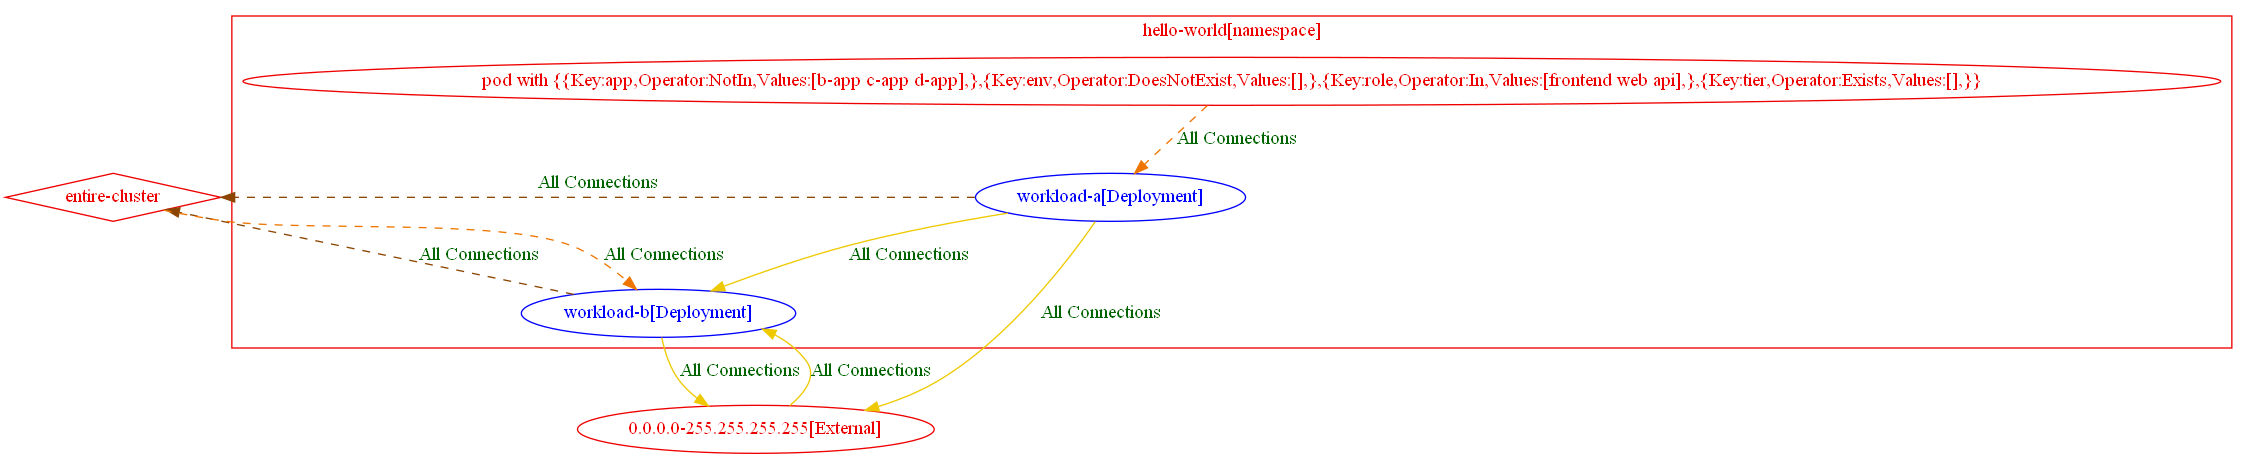 hello-world[namespace]
pod with {{Key:app,Operator:NotIn,Values:[b-app c-app d-app],},{Key:env,Operator:DoesNotExist,Values:[],},{Key:role,Operator:In,Values:[frontend web api],},{Key:tier,Operator:Exists,Values:[],}}
All Connections
All Connections
entire-cluster
workload-a[Deployment]
All Connections
All Connections
All Connections
workload-b[Deployment]
All Connections
All Connections
All Connections
0.0.0.0-255.255.255.255[External]